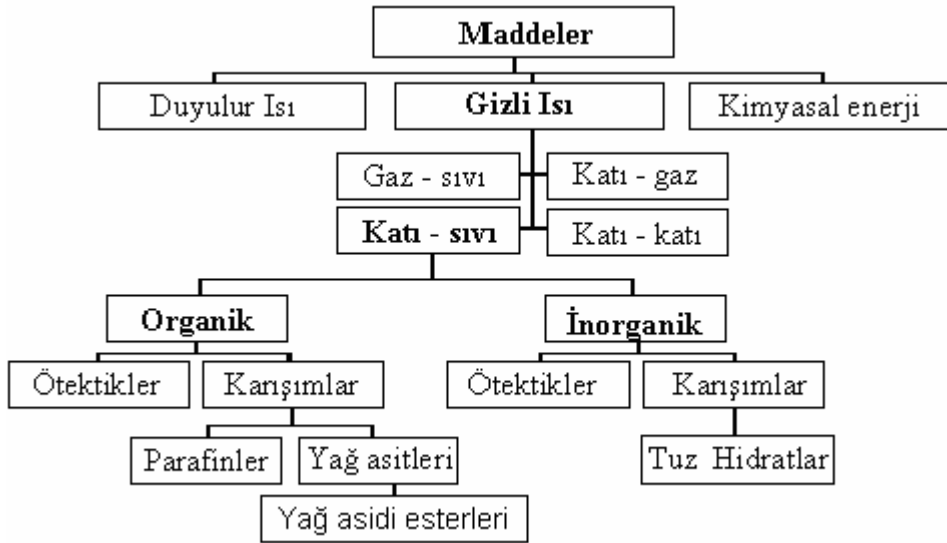 Maddeler
Duyulur Isı
Gizli Isı
Kimyasal enerji
Gaz - sıvı
Katı - gaz
Katı - sıvı
Katı - katı
Organik
İnorganik
Ötektikler
Karışımlar
Ötektikler
Karışımlar
Parafinler
Yağ asitleri
Tuz Hidratlar
Yağ asidi esterleri